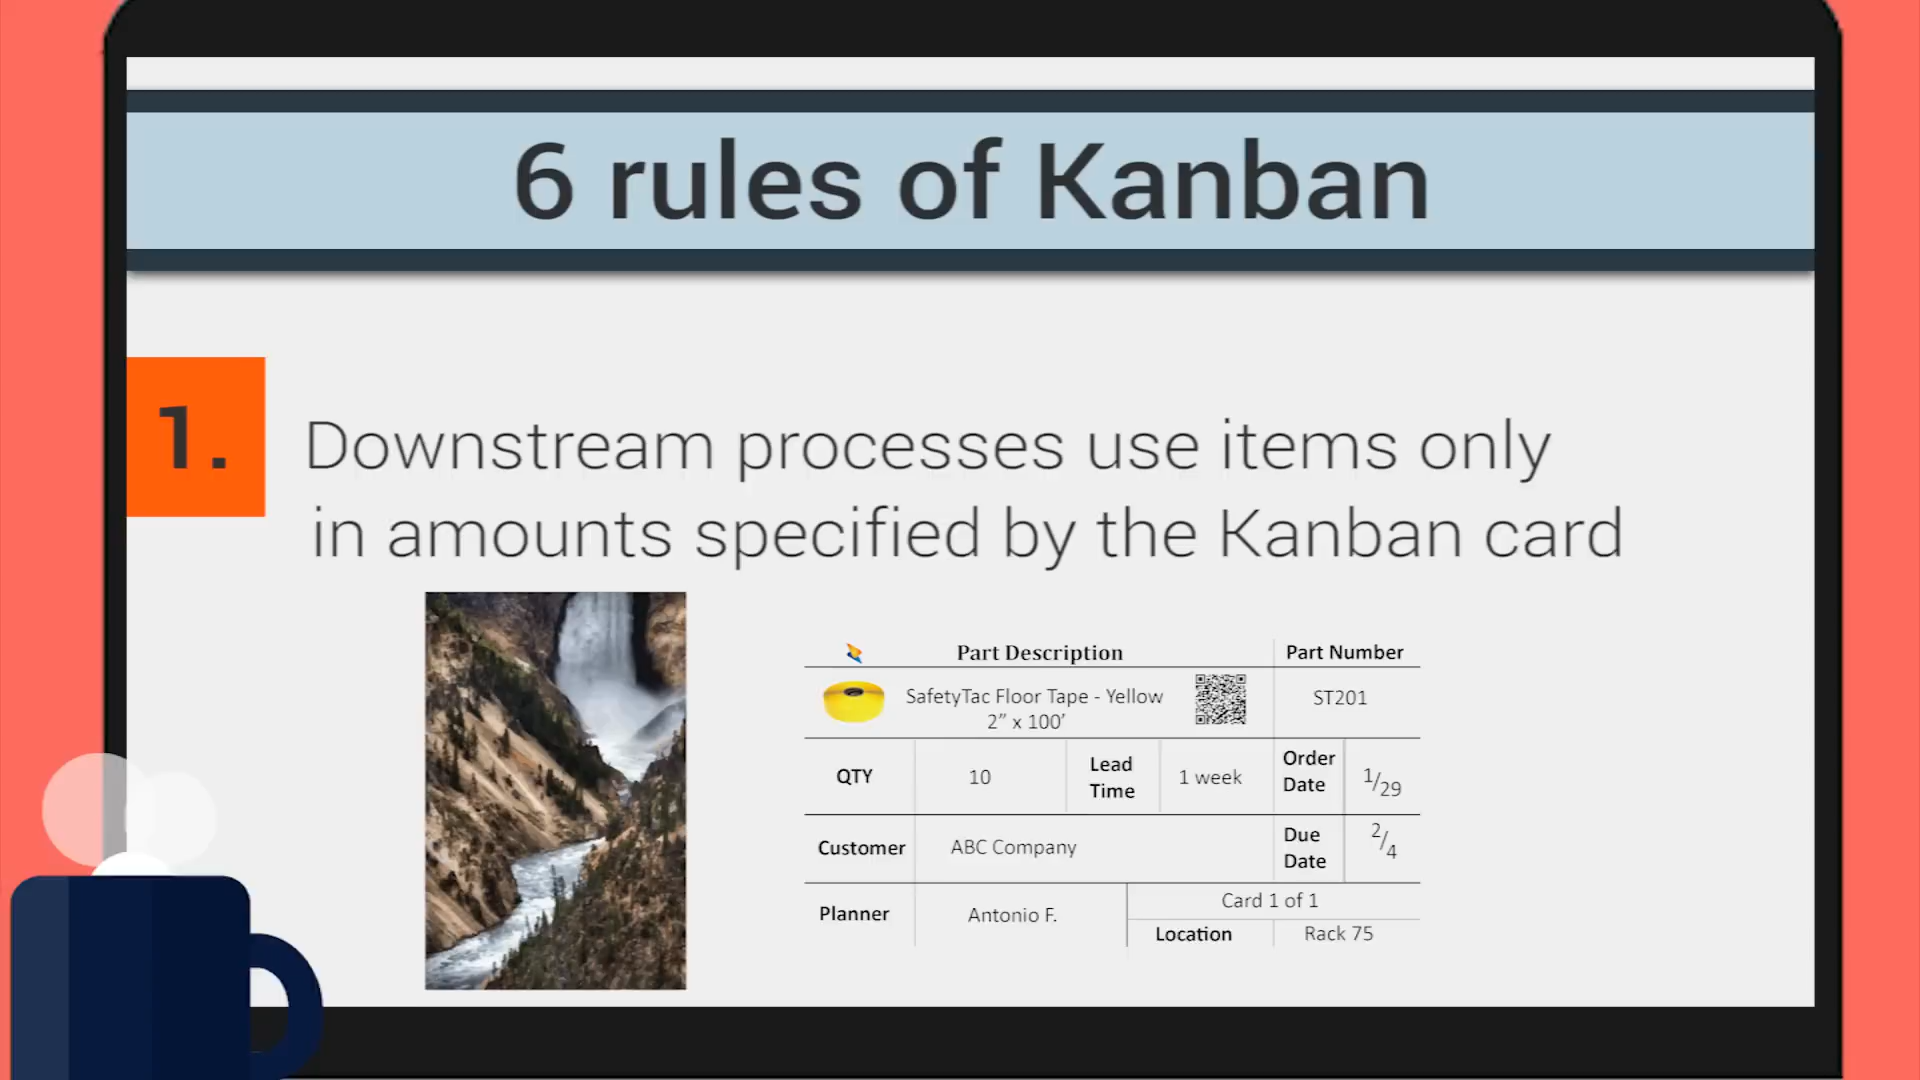 6 rules of Kanban
1.
Downstream processes use items only
in amounts specified by the Kanban card
Part Description
Part Number
SafetyTac Floor Tape - Yellow
2” x 100’
ST201
QTY
10
Lead
Time
1 week
Order
Date
1/29
Customer
ABC Company
Due
Date
2/4
Planner
Antonio F.
Card 1 of 1
Location
Rack 75